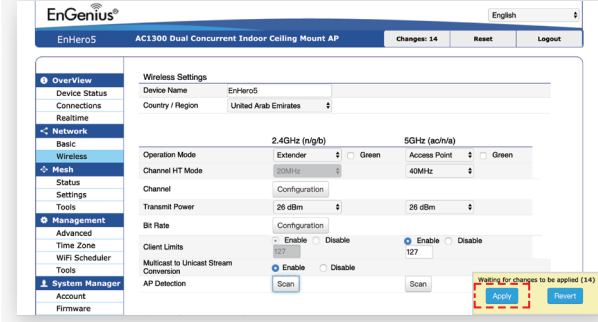 EnGenius®
English
EnHero5 AC1300 Dual Concurrent Indoor Ceiling Mount AP Changes: 14 Reset Logout
OverView
Device Status
Connections
Realtime
Network
Basic
Wireless
Mesh
Status
Settings
Tools
Management
Advanced
Time Zone
WiFi Scheduler
Tools
System Manager
Account
Firmware
Wireless Settings
Device Name EnHero5
Country / Region United Arab Emirates
2.4GHz (n/g/b) 5GHz (ac/n/a)
Operation Mode Extender Green Access Point Green
Channel HT Mode 20MHz 40MHz
Channel Configuration
Transmit Power 26 dBm 26 dBm
Bit Rate Configuration
Client Limits Enable Disable Enable Disable
127 127
Multicast to Unicast Stream
Conversion Enable Disable
AP Detection Scan Scan
Waiting for changes to be applied (14)
Apply Revert